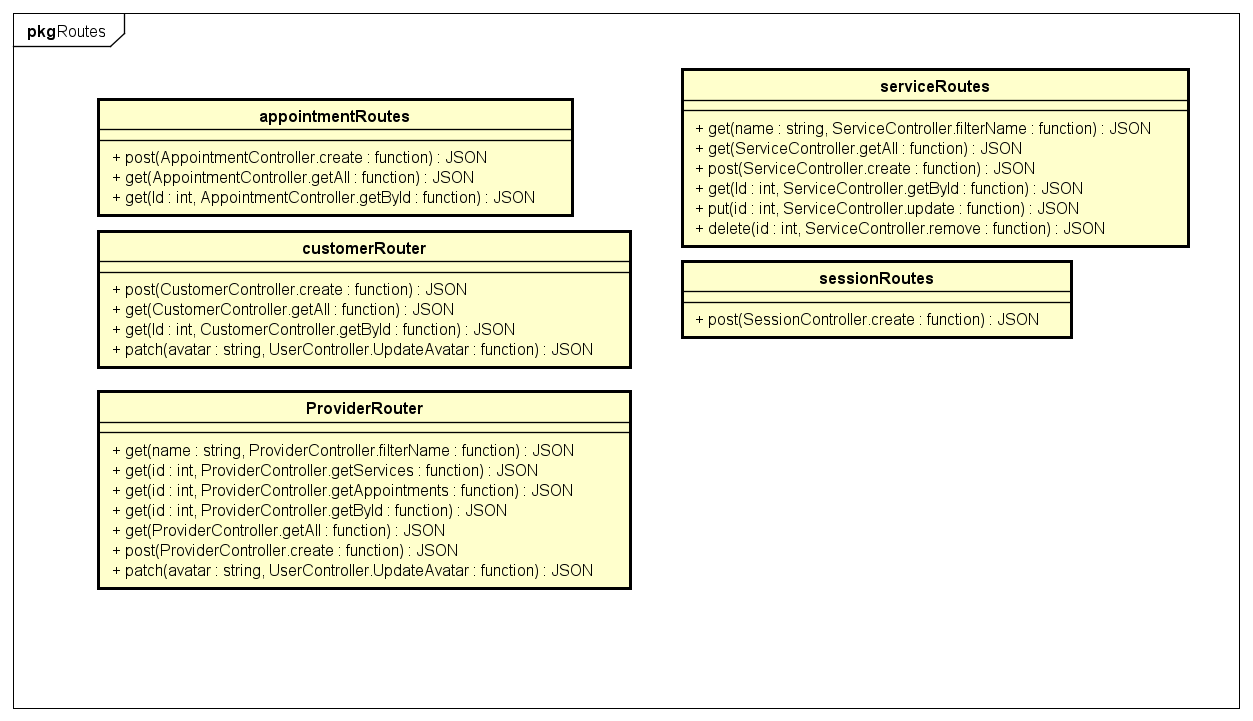 pkgRoutes
appointmentRoutes
+ post(AppointmentController.create : function) : JSON
+ get(AppointmentController.getAll : function) : JSON
+ get(Id : int, AppointmentController.getById : function) : JSON
customerRouter
+ post(CustomerController.create : function) : JSON
+ get(CustomerController.getAll : function) : JSON
+ get(Id : int, CustomerController.getById : function) : JSON
+ patch(avatar : string, UserController.UpdateAvatar : function) : JSON
ProviderRouter
+ get(name : string, ProviderController.filterName : function) : JSON
+ get(id : int, ProviderController.getServices : function) : JSON
+ get(id : int, ProviderController.getAppointments : function) : JSON
+ get(id : int, ProviderController.getById : function) : JSON
+ get(ProviderController.getAll : function) : JSON
+ post(ProviderController.create : function) : JSON
+ patch(avatar : string, UserController.UpdateAvatar : function) : JSON
serviceRoutes
+ get(name : string, ServiceController.filterName : function) : JSON
+ get(ServiceController.getAll : function) : JSON
+ post(ServiceController.create : function) : JSON
+ get(Id : int, ServiceController.getById : function) : JSON
+ put(id : int, ServiceController.update : function) : JSON
+ delete(id : int, ServiceController.remove : function) : JSON
sessionRoutes
+ post(SessionController.create : function) : JSON